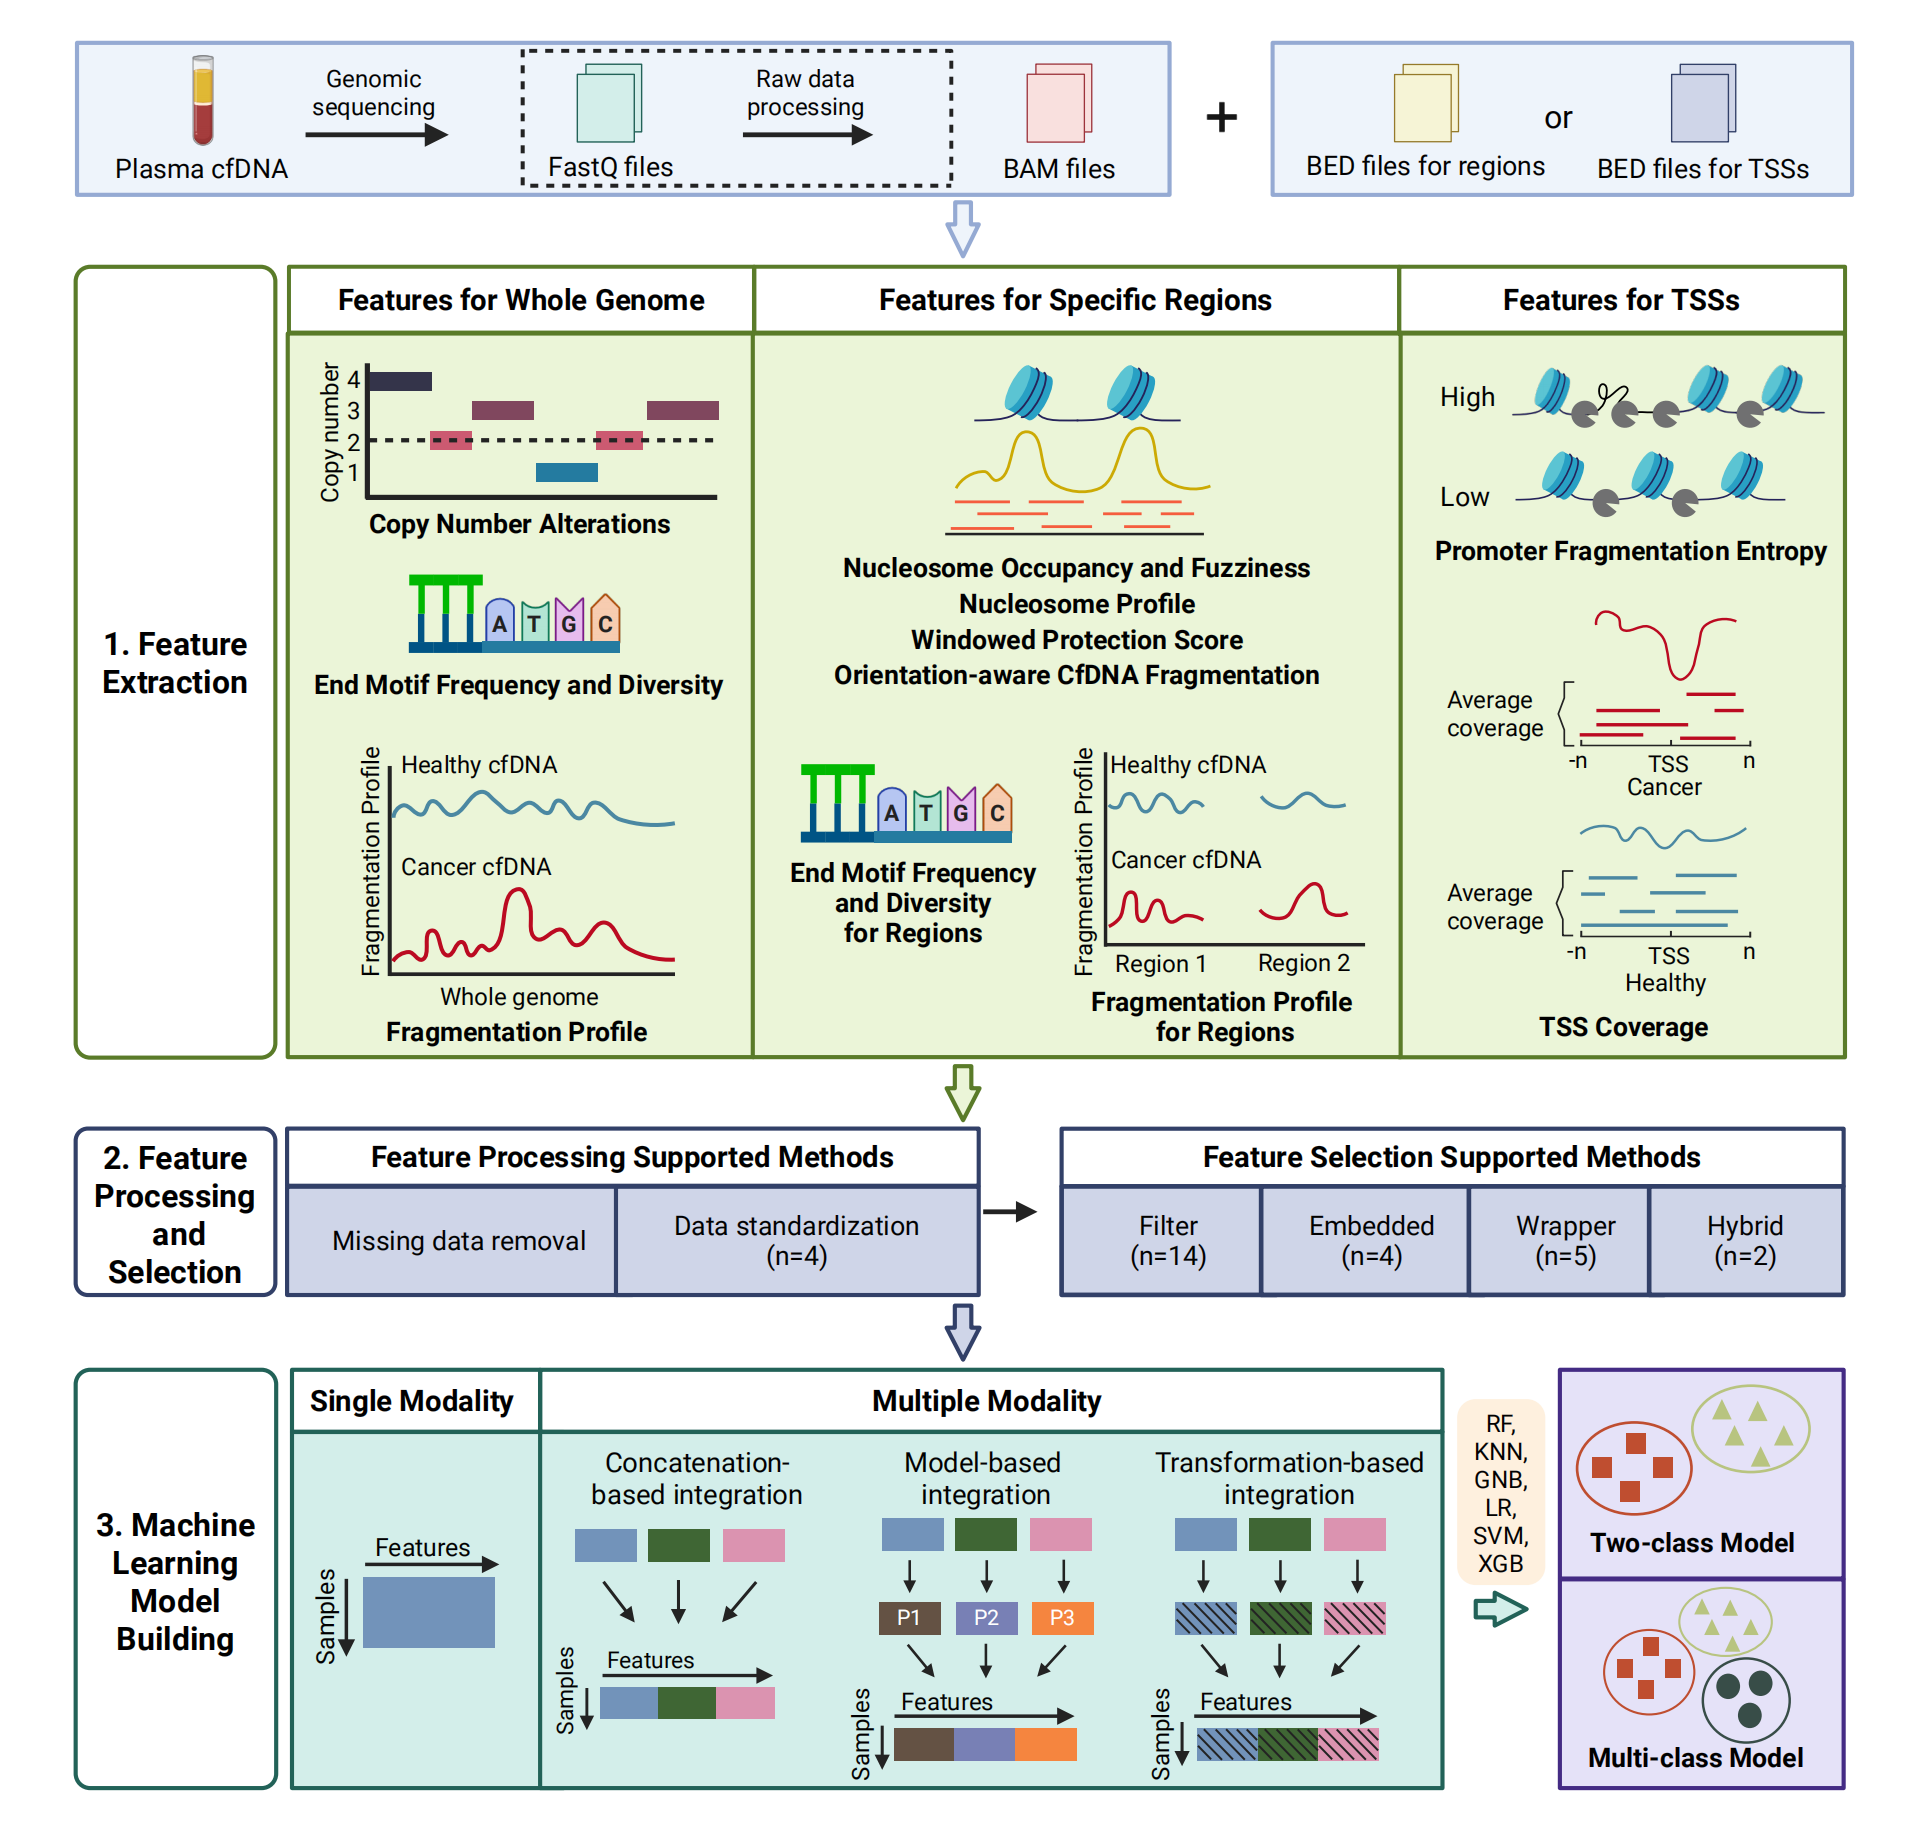 Genomic
sequencing
Plasma cfDNA
FastQ files
Raw data
processing
BAM files
+
BED files for regions
or
BED files for TSSs
1. Feature
Extraction
Features for Whole Genome
Copy number
4
3
2
1
Copy Number Alterations
A T G C
End Motif Frequency and Diversity
Fragmentation Profile
Healthy cfDNA
Cancer cfDNA
Whole genome
Fragmentation Profile
Features for Specific Regions
Nucleosome Occupancy and Fuzziness
Nucleosome Profile
Windowed Protection Score
Orientation-aware CfDNA Fragmentation
A T G C
End Motif Frequency
and Diversity
for Regions
Fragmentation Profile
Healthy cfDNA
Cancer cfDNA
Region 1
Region 2
Fragmentation Profile
for Regions
Features for TSSs
High
Low
Promoter Fragmentation Entropy
Average
coverage
-n
TSS
n
Cancer
Average
coverage
-n
TSS
n
Healthy
TSS Coverage
2. Feature
Processing
and
Selection
Feature Processing Supported Methods
Missing data removal
Data standardization
(n=4)
Feature Selection Supported Methods
Filter
(n=14)
Embedded
(n=4)
Wrapper
(n=5)
Hybrid
(n=2)
3. Machine
Learning
Model
Building
Single Modality
Features
Samples
Multiple Modality
Concatenation-
based integration
Features
Samples
Model-based
integration
P1
P2
P3
Features
Samples
Transformation-based
integration
Features
Samples
RF,
KNN,
GNB,
LR,
SVM,
XGB
Two-class Model
Multi-class Model